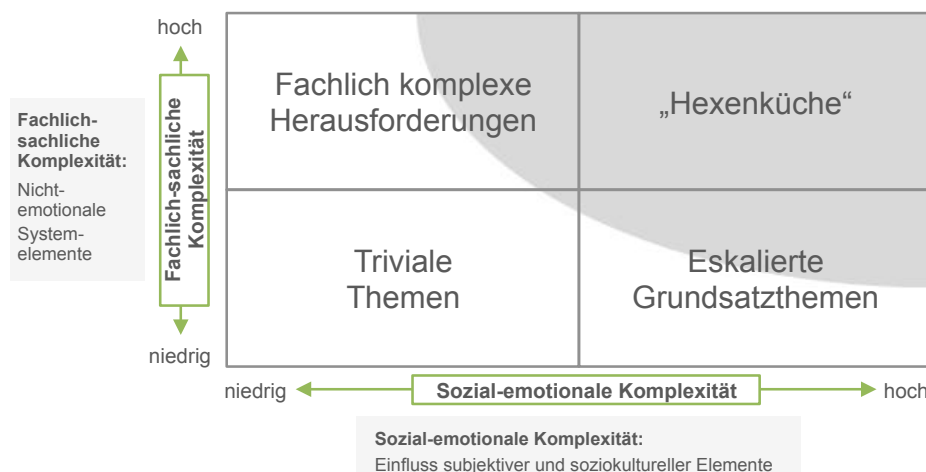 hoch
Fachlich komplexe
Herausforderungen
„Hexenküche“
Fachlich-
sachliche
Komplexität:
Nicht-
emotionale
System-
elemente
Fachlich-sachliche
Komplexität
Triviale
Themen
Eskalierte
Grundsatzthemen
niedrig
niedrig
Sozial-emotionale Komplexität
hoch
Sozial-emotionale Komplexität:
Einfluss subjektiver und soziokultureller Elemente